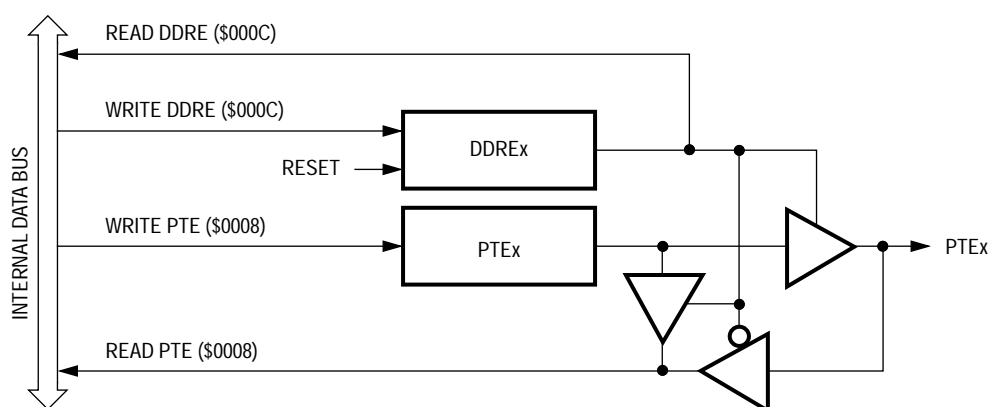 READ DDRE ($000C)
WRITE DDRE ($000C)
DDREx
RESET
WRITE PTE ($0008)
PTEx
PTEx
READ PTE ($0008)
INTERNAL DATA BUS